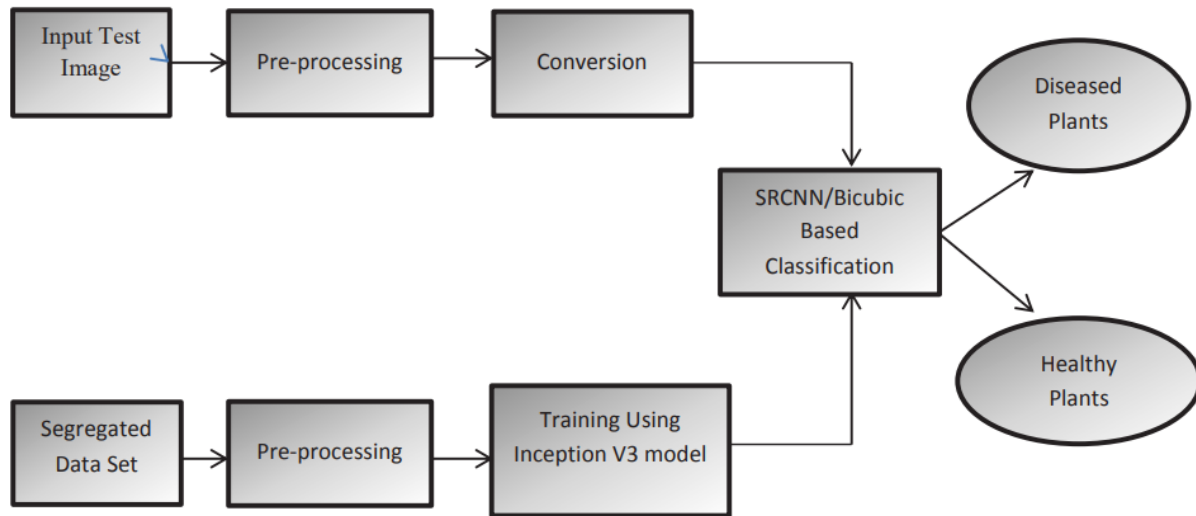 Input Test
Image
Pre-processing
Conversion
Diseased
Plants
SRCNN/Bicubic
Based
Classification
Healthy
Plants
Segregated
Data Set
Pre-processing
Training Using
Inception V3 model